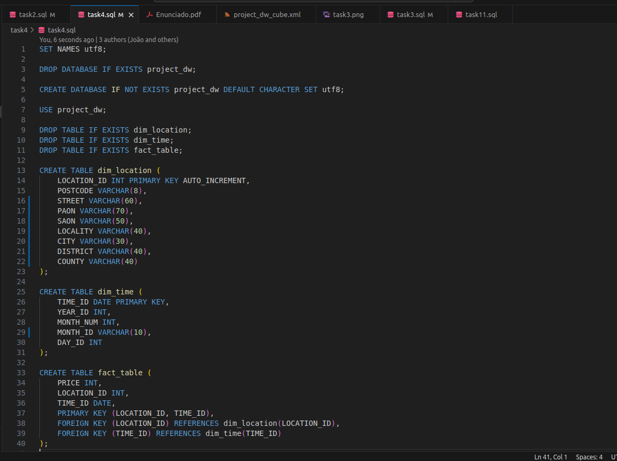 task2.sql M task4.sql M × Enunciado.pdf project_dw_cube.xml task3.png task3.sql M task11.sql
task4 > task4.sql
You, 6 seconds ago | 3 authors (João and others)
1 SET NAMES utf8;
2
3 DROP DATABASE IF EXISTS project_dw;
4
5 CREATE DATABASE IF NOT EXISTS project_dw DEFAULT CHARACTER SET utf8;
6
7 USE project_dw;
8
9 DROP TABLE IF EXISTS dim_location;
10 DROP TABLE IF EXISTS dim_time;
11 DROP TABLE IF EXISTS fact_table;
12
13 CREATE TABLE dim_location (
14 LOCATION_ID INT PRIMARY KEY AUTO_INCREMENT,
15 POSTCODE VARCHAR(8),
16 STREET VARCHAR(60),
17 PAON VARCHAR(70),
18 SAON VARCHAR(50),
19 LOCALITY VARCHAR(40),
20 CITY VARCHAR(30),
21 DISTRICT VARCHAR(40),
22 COUNTY VARCHAR(40)
23 );
24
25 CREATE TABLE dim_time (
26 TIME_ID DATE PRIMARY KEY,
27 YEAR_ID INT,
28 MONTH_NUM INT,
29 MONTH_ID VARCHAR(10),
30 DAY_ID INT
31 );
32
33 CREATE TABLE fact_table (
34 PRICE INT,
35 LOCATION_ID INT,
36 TIME_ID DATE,
37 PRIMARY KEY (LOCATION_ID, TIME_ID),
38 FOREIGN KEY (LOCATION_ID) REFERENCES dim_location(LOCATION_ID),
39 FOREIGN KEY (TIME_ID) REFERENCES dim_time(TIME_ID)
40 );
Ln 41, Col 1 Spaces: 4